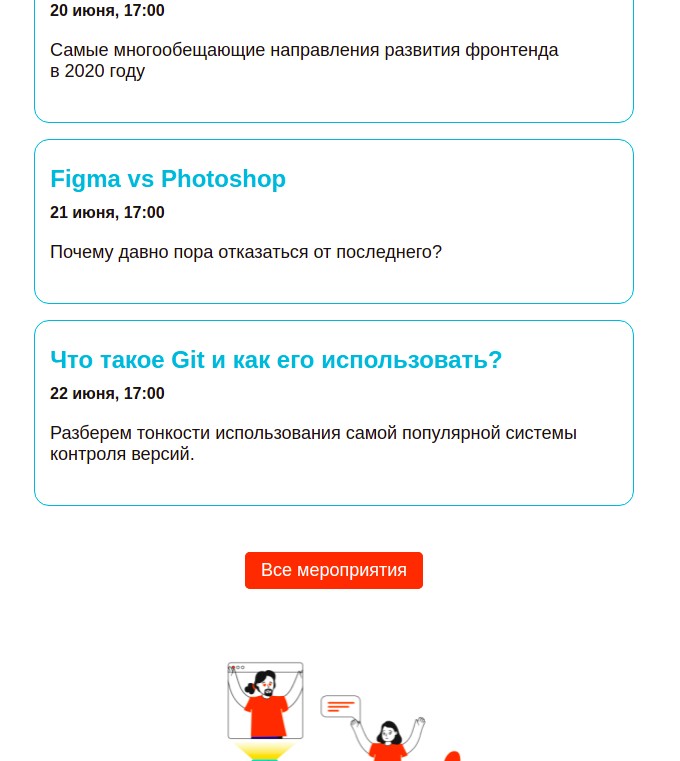 20 июня, 17:00
Самые многообещающие направления развития фронтенда
в 2020 году
Figma vs Photoshop
21 июня, 17:00
Почему давно пора отказаться от последнего?
Что такое Git и как его использовать?
22 июня, 17:00
Разберем тонкости использования самой популярной системы
контроля версий.
Все мероприятия